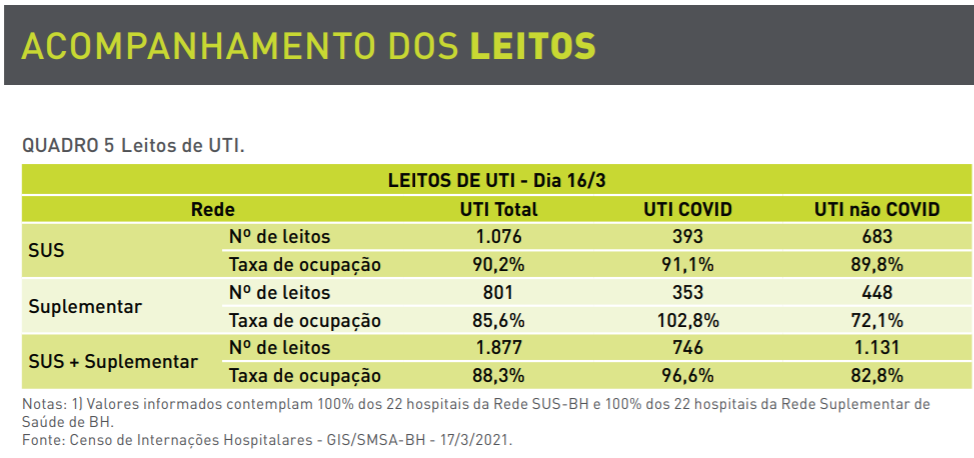 ACOMPANHAMENTO DOS LEITOS
QUADRO 5 Leitos de UTI.
LEITOS DE UTI - Dia 16/3
Rede UTI Total UTI COVID UTI não COVID
SUS
Nº de leitos 1.076 393 683
Taxa de ocupação 90,2% 91,1% 89,8%
Suplementar
Nº de leitos 801 353 448
Taxa de ocupação 85,6% 102,8% 72,1%
SUS + Suplementar
Nº de leitos 1.877 746 1.131
Taxa de ocupação 88,3% 96,6% 82,8%
Notas: 1) Valores informados contemplam 100% dos 22 hospitais da Rede SUS-BH e 100% dos 22 hospitais da Rede Suplementar de
Saúde de BH.
Fonte: Censo de Internações Hospitalares - GIS/SMSA-BH - 17/3/2021.